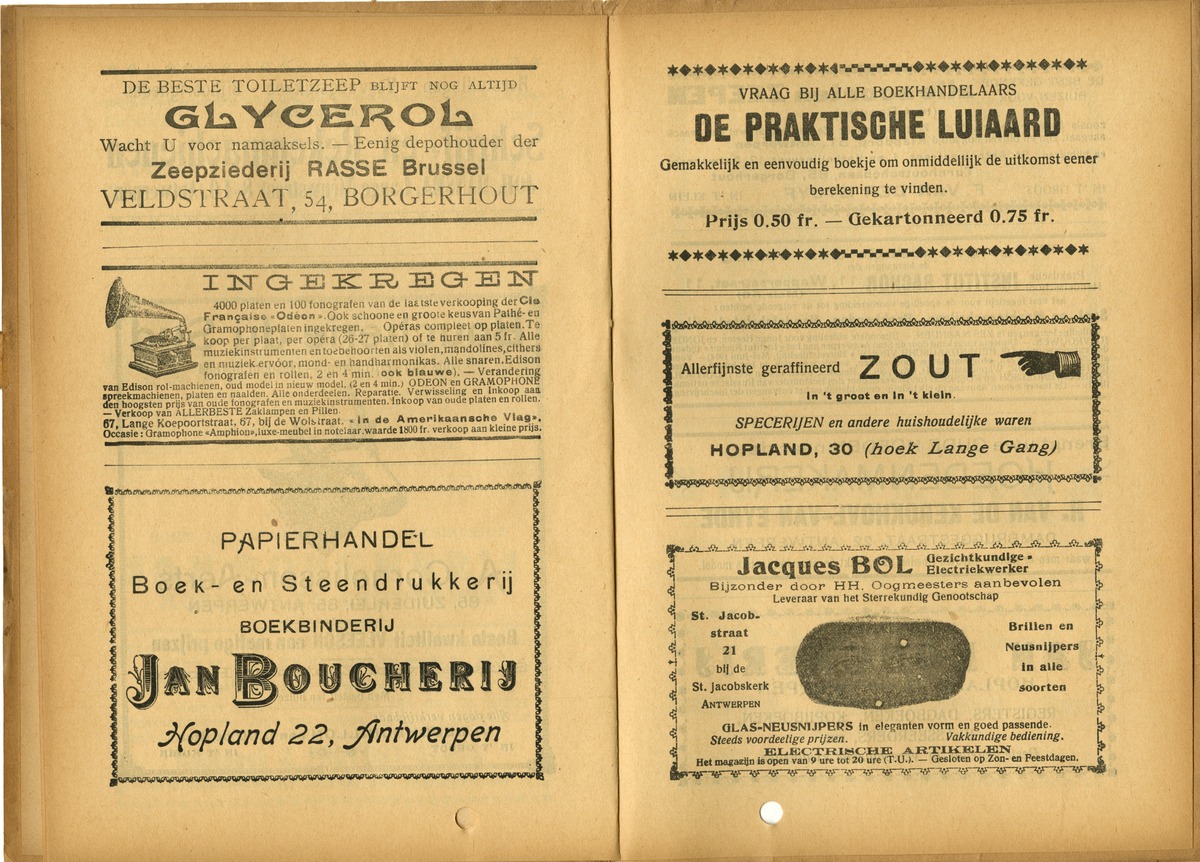 DE BESTE TOILETZEEP BLIJFT NOG ALTIJD
GLYCEROL
Wacht U voor namaaksels. — Eenig depothouder der
Zeepziederij RASSE Brussel
VELDSTRAAT, 54, BORGERHOUT
INGEKREGEN
4000 platen en 100 fonografen van de laatste verkooping der Cie
Française «Odéon». Ook schoone en groote keus van Pathé- en
Gramophoneplaten ingekregen. Opéras compleet op platen. Te
koop per plaat, per opéra (26-27 platen) of te huren aan 5 fr. Alle
muziekinstrumenten en toebehoorten als violen, mandolines, cithers
en muziek ervóor, mond- en handharmonikas. Alle snaren. Edison
fonografen en rollen, 2 en 4 min. (ook blauwe). — Verandering
van Edison rol-machienen, oud model in nieuw model, (2 en 4 min.) ODEON en GRAMOPHONE
spreekmachienen, platen en naalden. Alle onderdeelen. Reparatie. Verwisseling en Inkoop aan
den hoogsten prijs van oude fonografen en muziekinstrumenten. Inkoop van oude platen en rollen.
— Verkoop van ALLERBESTE Zaklampen en Pillen.
67, Lange Koepoortstraat, 67, bij de Wolstraat. «In de Amerikaansche Vlag».
Occasie: Gramophone «Amphion», luxe-meubel in notelaar, waarde 1800 fr. verkoop aan kleine prijs.
PAPIERHANDEL
Boek- en Steendrukkerij
BOEKBINDERIJ
JAN BOUCHERIJ
Hopland 22, Antwerpen
VRAAG BIJ ALLE BOEKHANDELAARS
DE PRAKTISCHE LUIAARD
Gemakkelijk en eenvoudig boekje om onmiddellijk de uitkomst eener
berekening te vinden.
Prijs 0.50 fr. — Gekartonneerd 0.75 fr.
Allerfijnste geraffineerd ZOUT
In 't groot en in 't klein.
SPECERIJEN en andere huishoudelijke waren
HOPLAND, 30 (hoek Lange Gang)
Jacques BOL Gezichtkundige -
Electriekwerker
Bijzonder door HH. Oogmeesters aanbevolen
Leveraar van het Sterrekundig Genootschap
St. Jacob-
straat
21
bij de
St. jacobskerk
ANTWERPEN
Brillen en
Neusnijpers
in alle
soorten
GLAS-NEUSNIJPERS in eleganten vorm en goed passende.
Steeds voordeelige prijzen. Vakkundige bediening.
ELECTRISCHE ARTIKELEN
Het magazijn is open van 9 ure tot 20 ure (T.U.). — Gesloten op Zon- en Feestdagen.